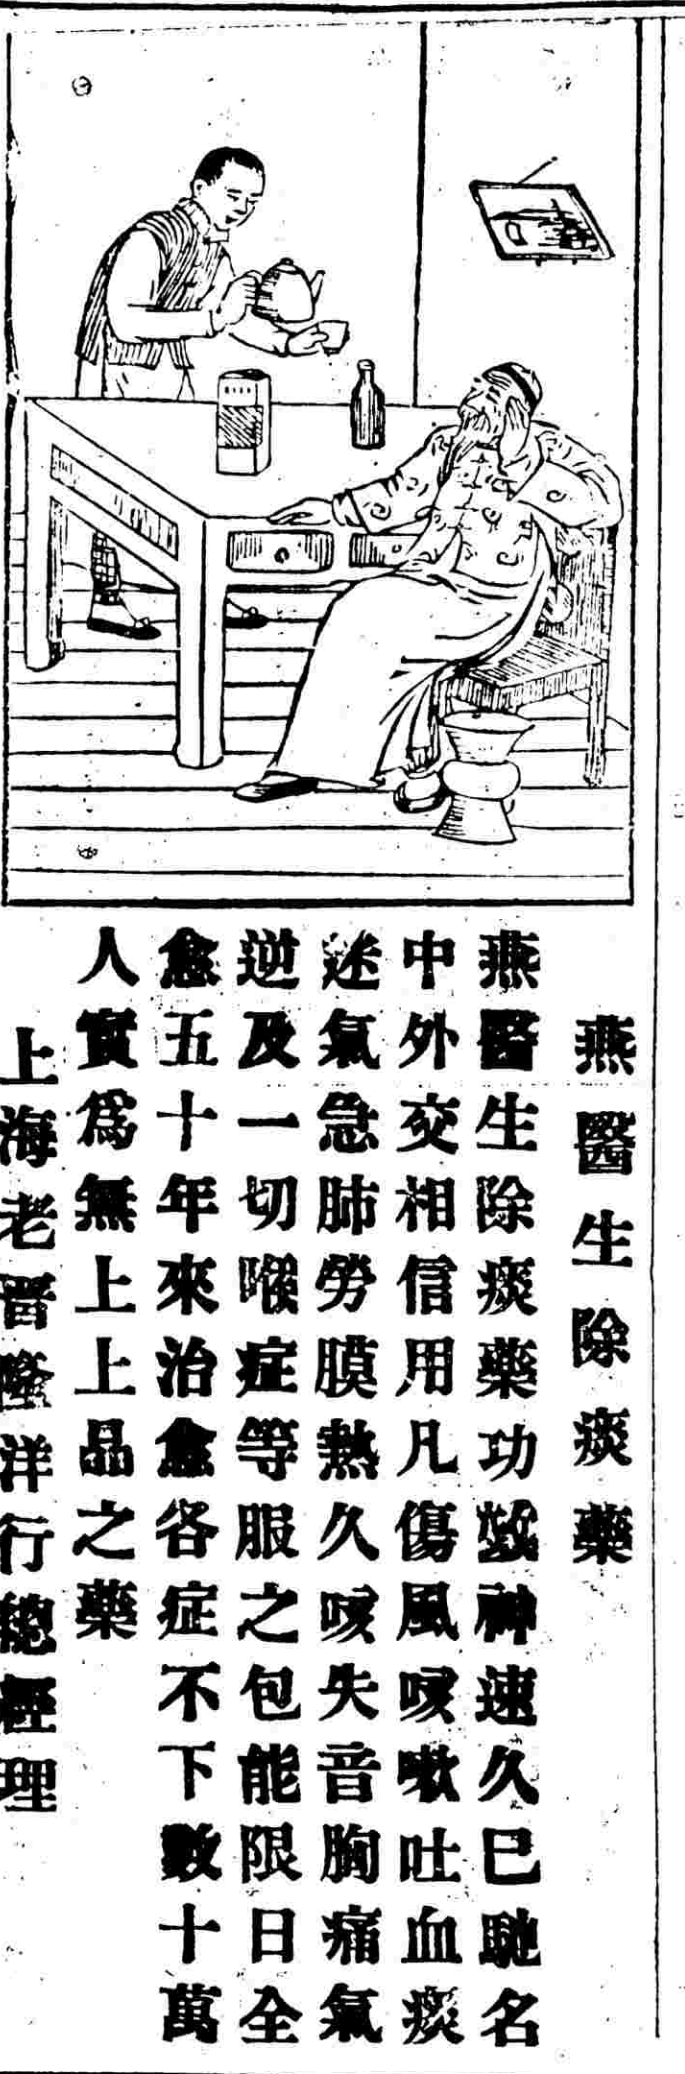 燕醫生除痰藥
燕醫生除痰藥功效神速久已馳名
中外交相信用凡傷風咳嗽吐血痰
迷氣急肺勞膜熱久咳失音胸痛氣
逆及一切喉症等服之包能限日全
愈五十年來治愈各症不下數十萬
人實爲無上上品之藥
上海老晋隆洋行總經理